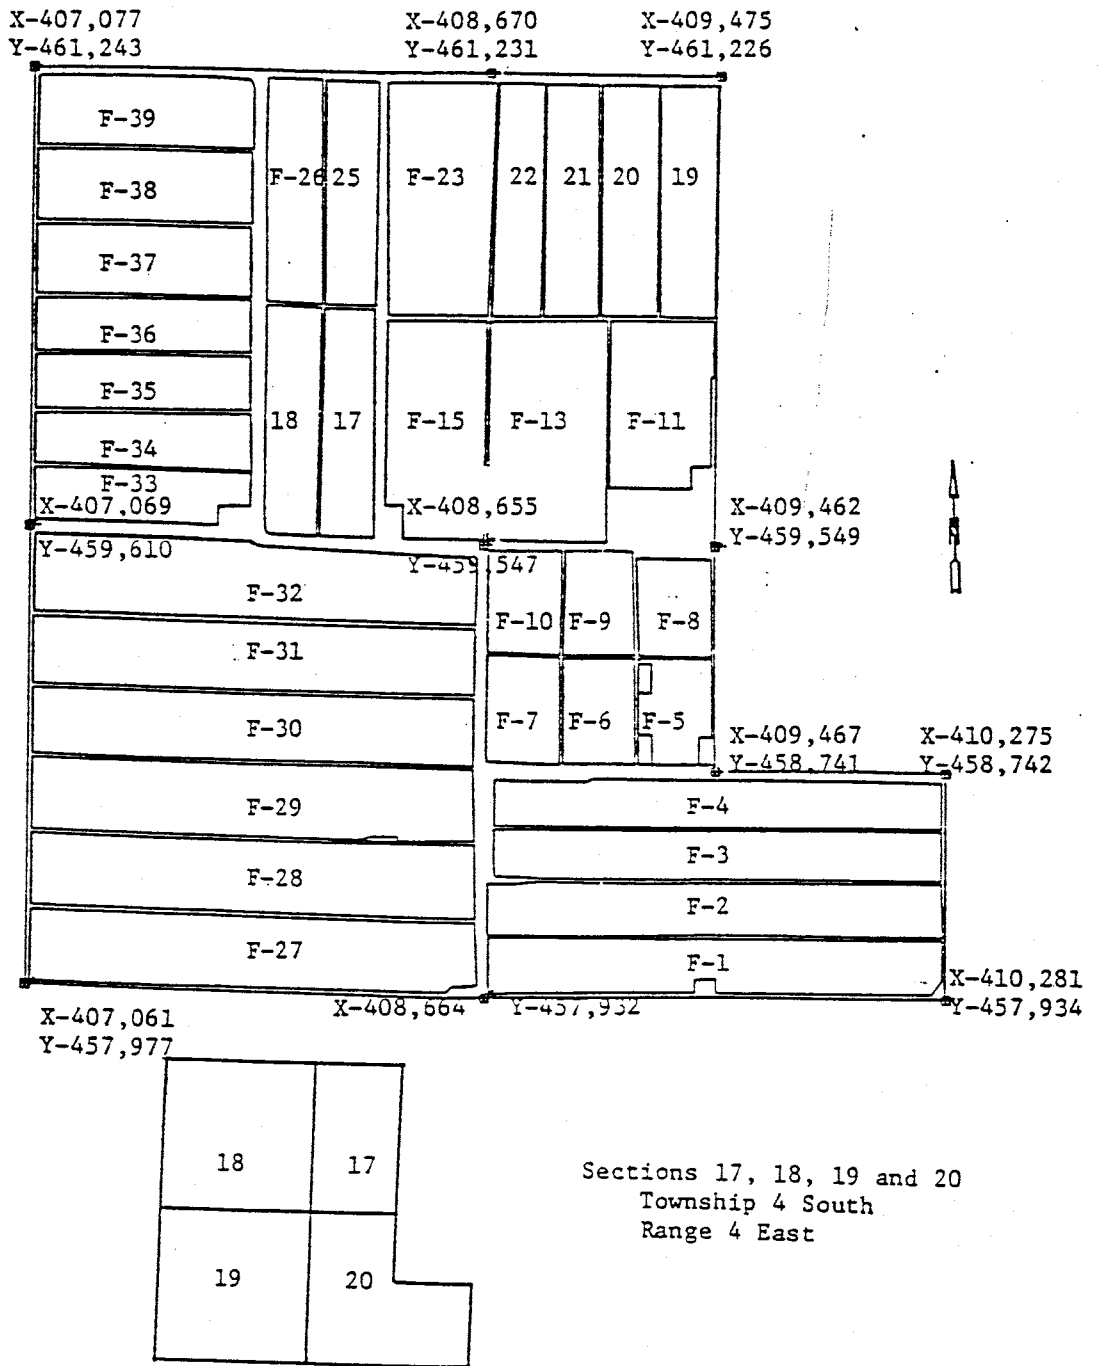 X-407,077
Y-461,243
X-408,670
Y-461,231
X-409,475
Y-461,226
F-39
F-38
F-37
F-36
F-35
F-34
F-33
F-26
25
F-23
22
21
20
19
18
17
F-15
F-13
F-11
X-407,069
Y-459,610
X-408,655
Y-459,547
X-409,462
Y-459,549
N
F-32
F-31
F-30
F-29
F-28
F-27
F-10
F-9
F-8
F-7
F-6
F-5
X-409,467
Y-458,741
X-410,275
Y-458,742
F-4
F-3
F-2
F-1
X-410,281
Y-457,934
X-408,664
Y-457,932
X-407,061
Y-457,977
18
17
19
20
Sections 17, 18, 19 and 20
Township 4 South
Range 4 East